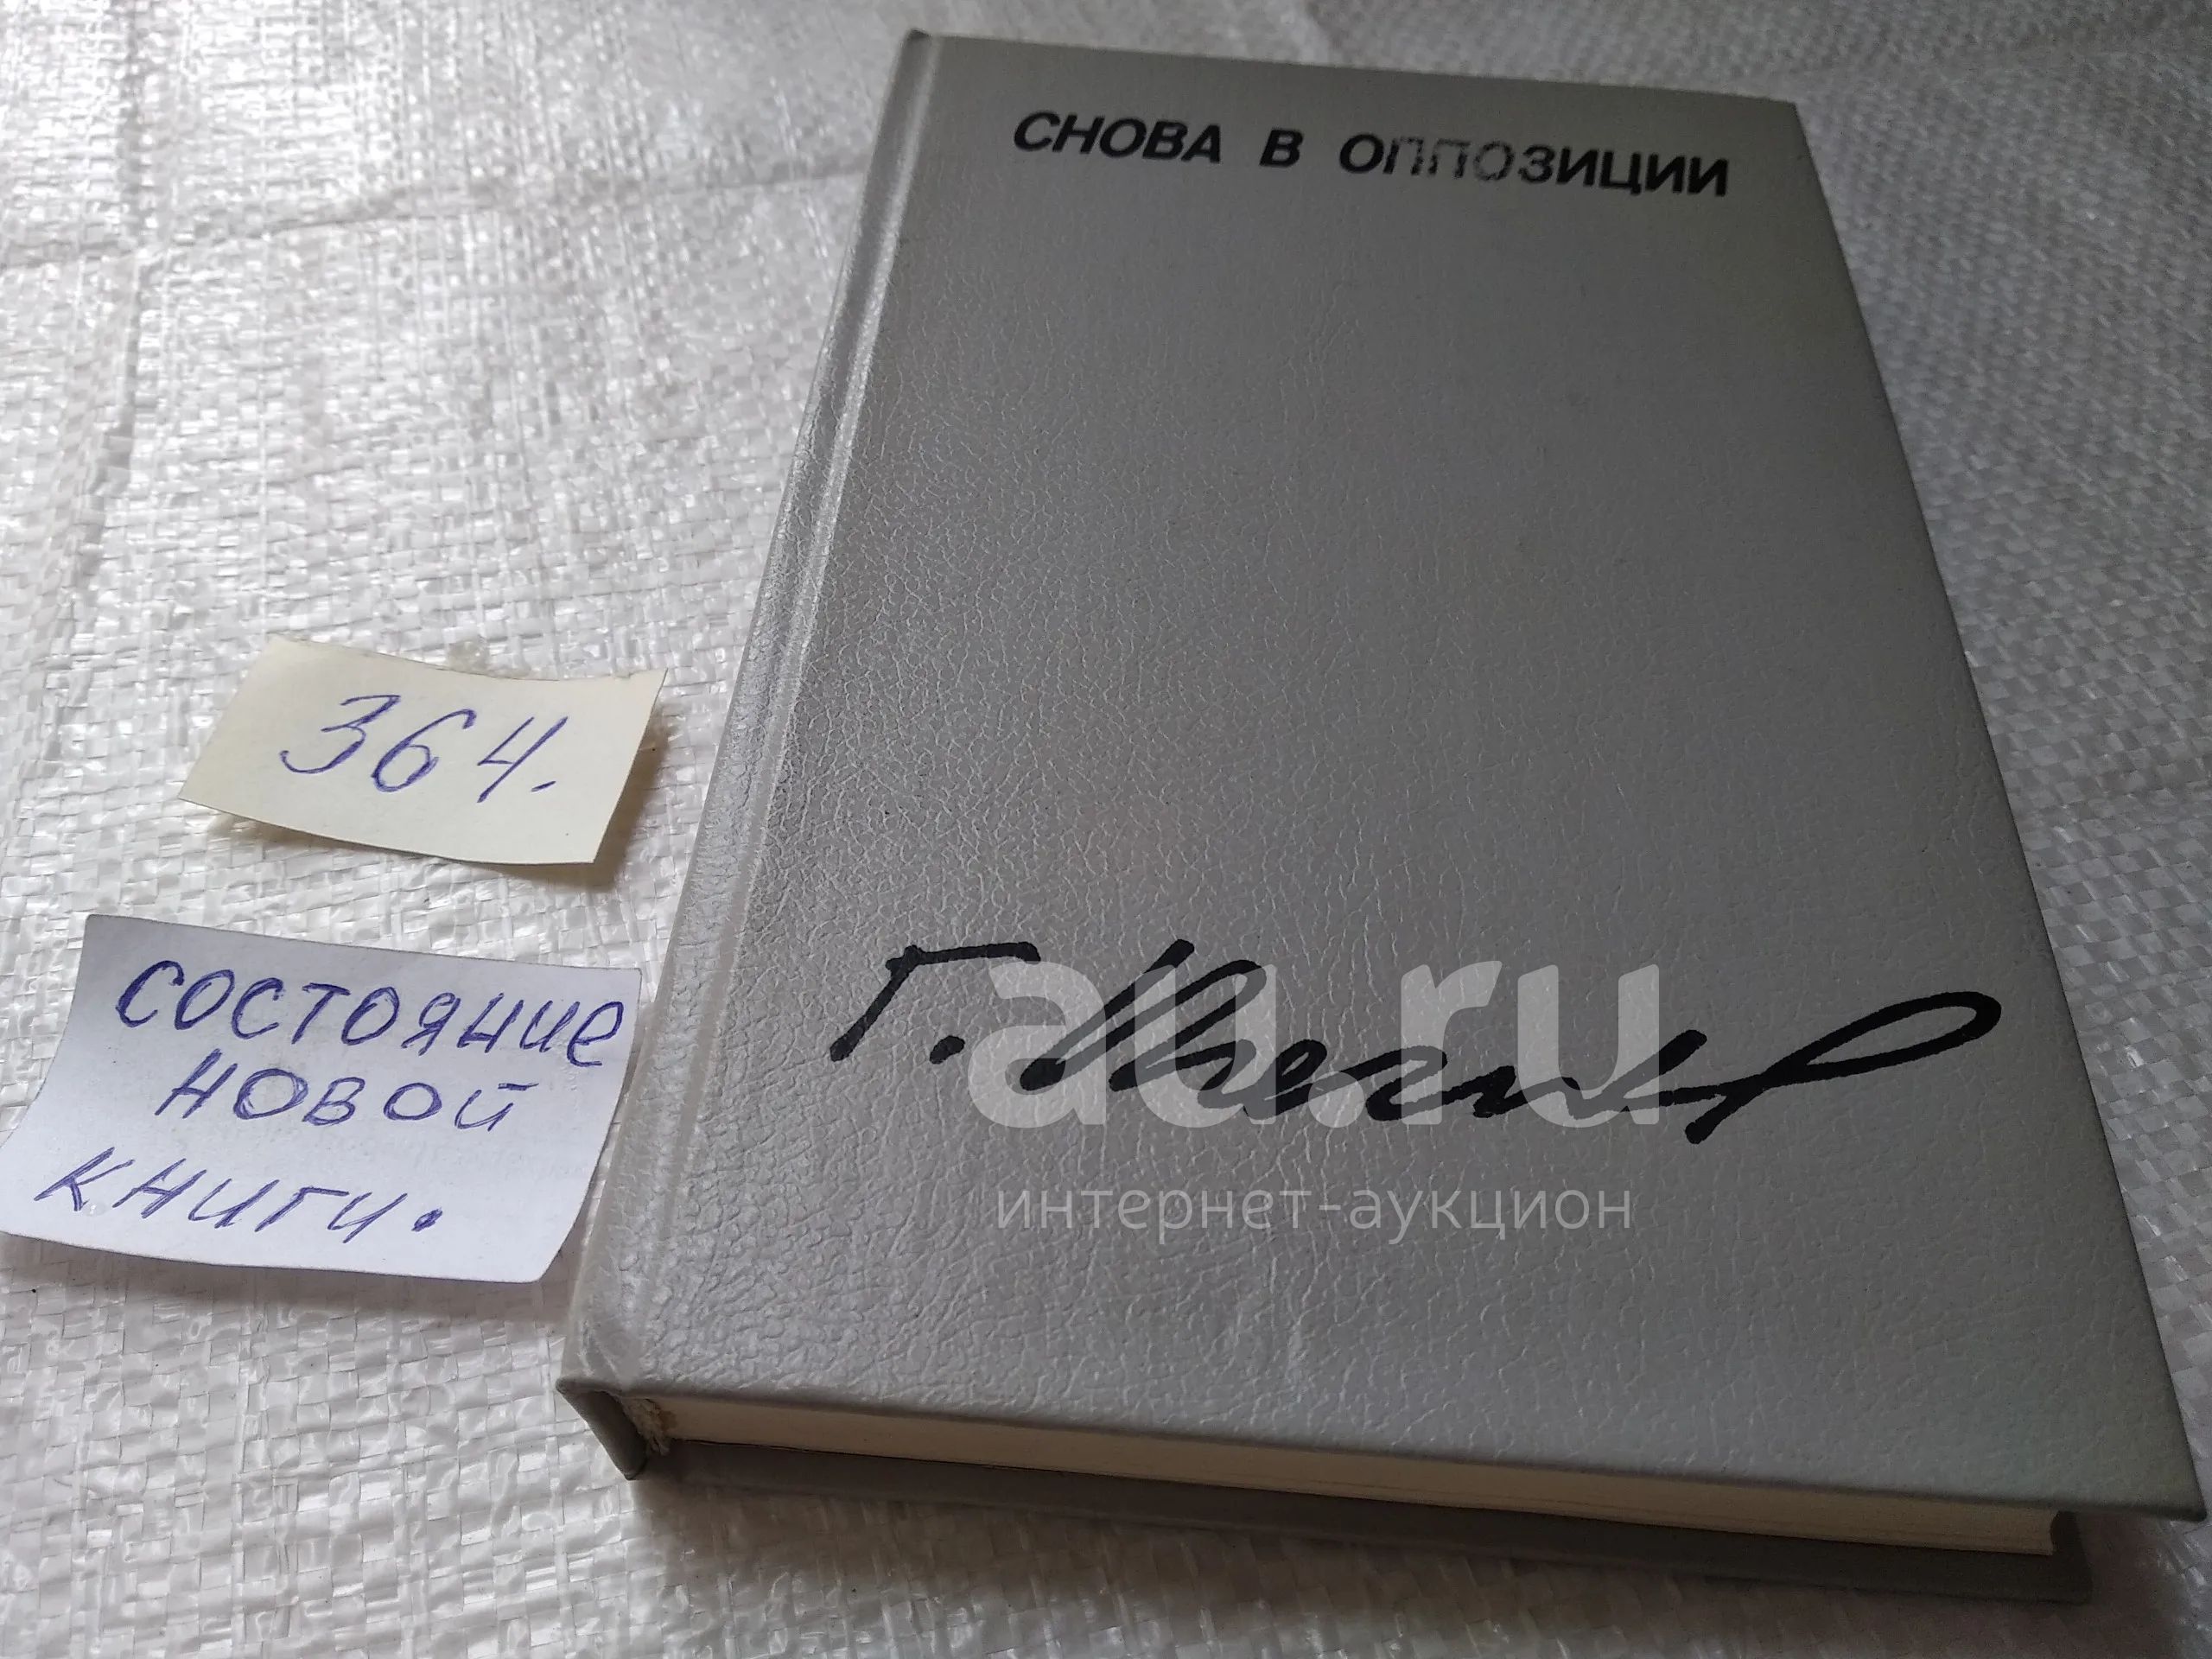 СНОВА В ОППОЗИЦИИ
364.
СОСТОЯНИЕ
НОВОЙ
КНИГИ.
Г.
au.ru
интернет-аукцион